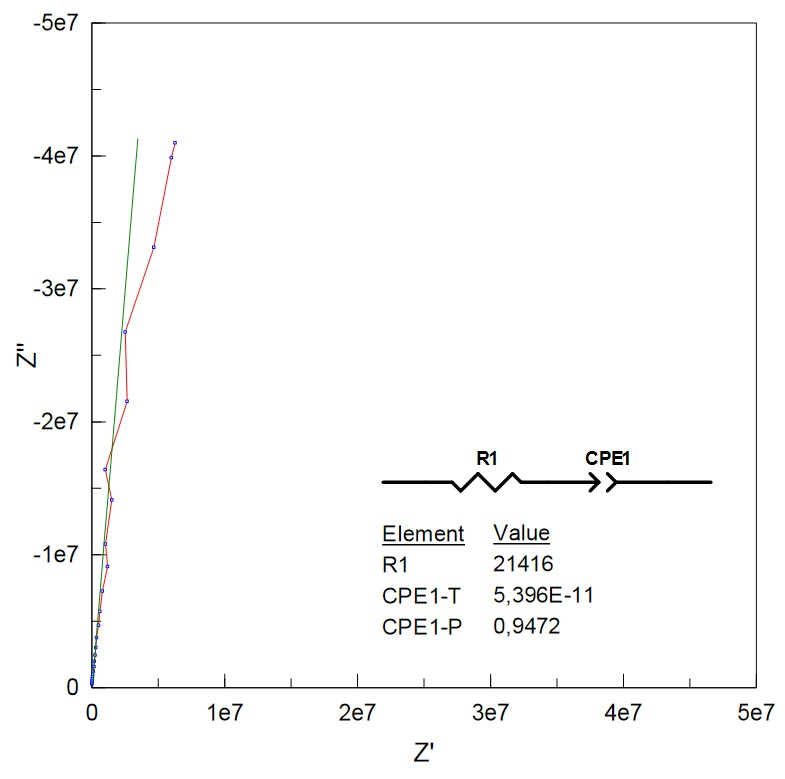 -5e7
-4e7
-3e7
-2e7
-1e7
0
Z''
0 1e7 2e7 3e7 4e7 5e7
Z'
R1 CPE1
Element Value
R1 21416
CPE1-T 5,396E-11
CPE1-P 0,9472